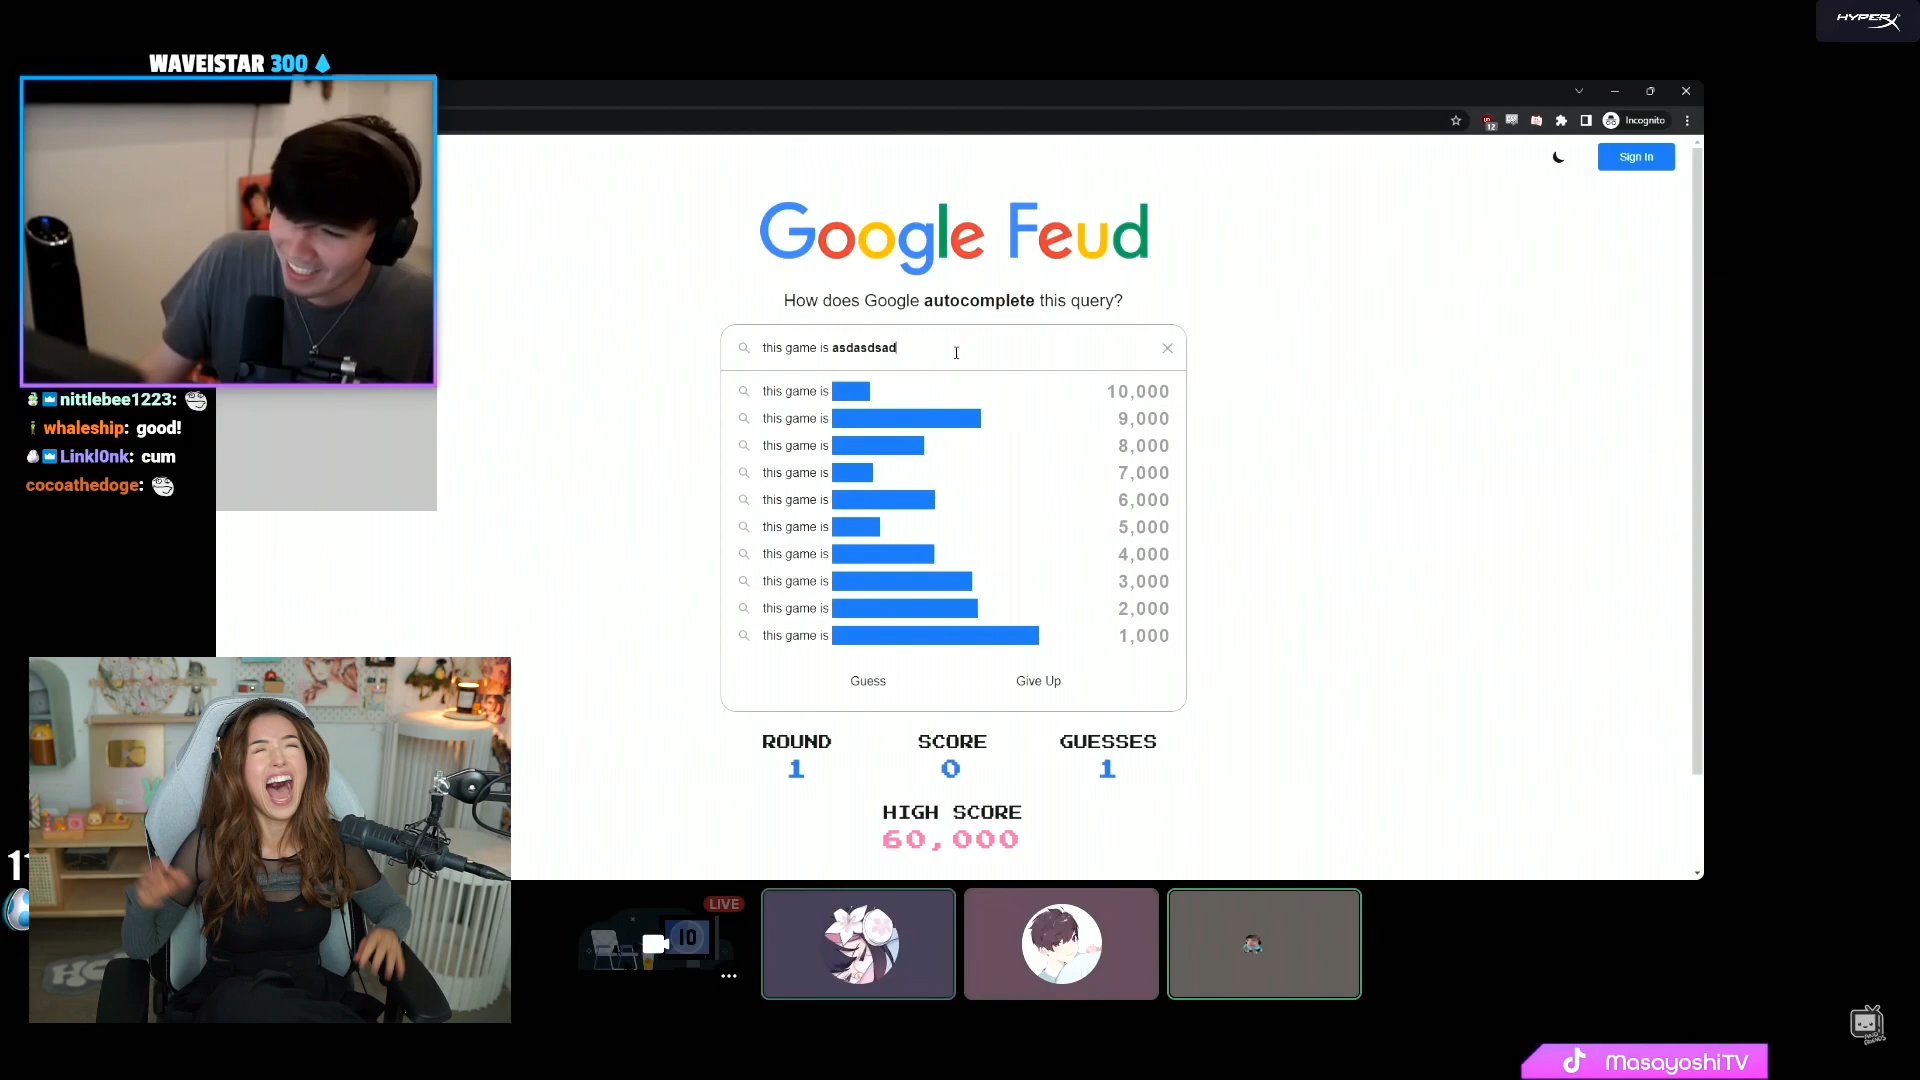 HYPERX
WAVEISTAR 300
Incognito
12
Sign In
Google Feud
How does Google autocomplete this query?
this game is asdasdsad
this game is 10,000
this game is 9,000
this game is 8,000
this game is 7,000
this game is 6,000
this game is 5,000
this game is 4,000
this game is 3,000
this game is 2,000
this game is 1,000
Guess Give Up
ROUND SCORE GUESSES
1 0 1
HIGH SCORE
60,000
nittlebee1223:
whaleship: good!
Linkl0nk: cum
cocoathedoge:
LIVE
10
MasayoshiTV